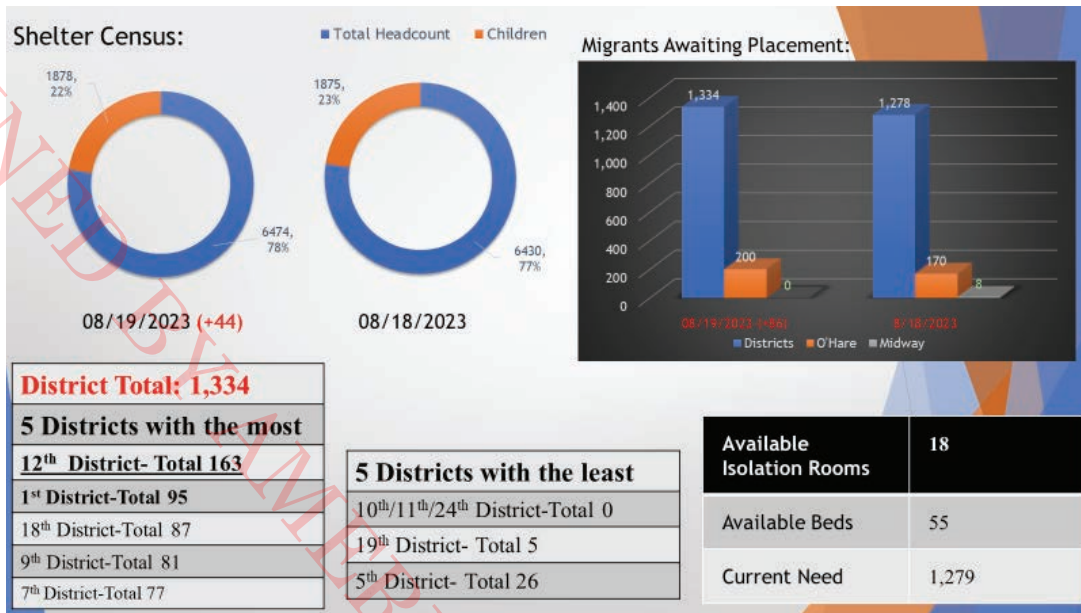 Shelter Census:
Total Headcount Children
1878,
22%
6474,
78%
08/19/2023 (+44)
1875,
23%
6430,
77%
08/18/2023
Migrants Awaiting Placement:
1,400
1,200
1,000
800
600
400
200
0
1,334
200
0
1,278
170
8
08/19/2023 (+86)
8/18/2023
Districts O'Hare Midway
District Total: 1,334
5 Districts with the most
12th District- Total 163
1st District-Total 95
18th District-Total 87
9th District-Total 81
7th District-Total 77
5 Districts with the least
10th/11th/24th District-Total 0
19th District- Total 5
5th District- Total 26
Available
Isolation Rooms
18
Available Beds 55
Current Need 1,279